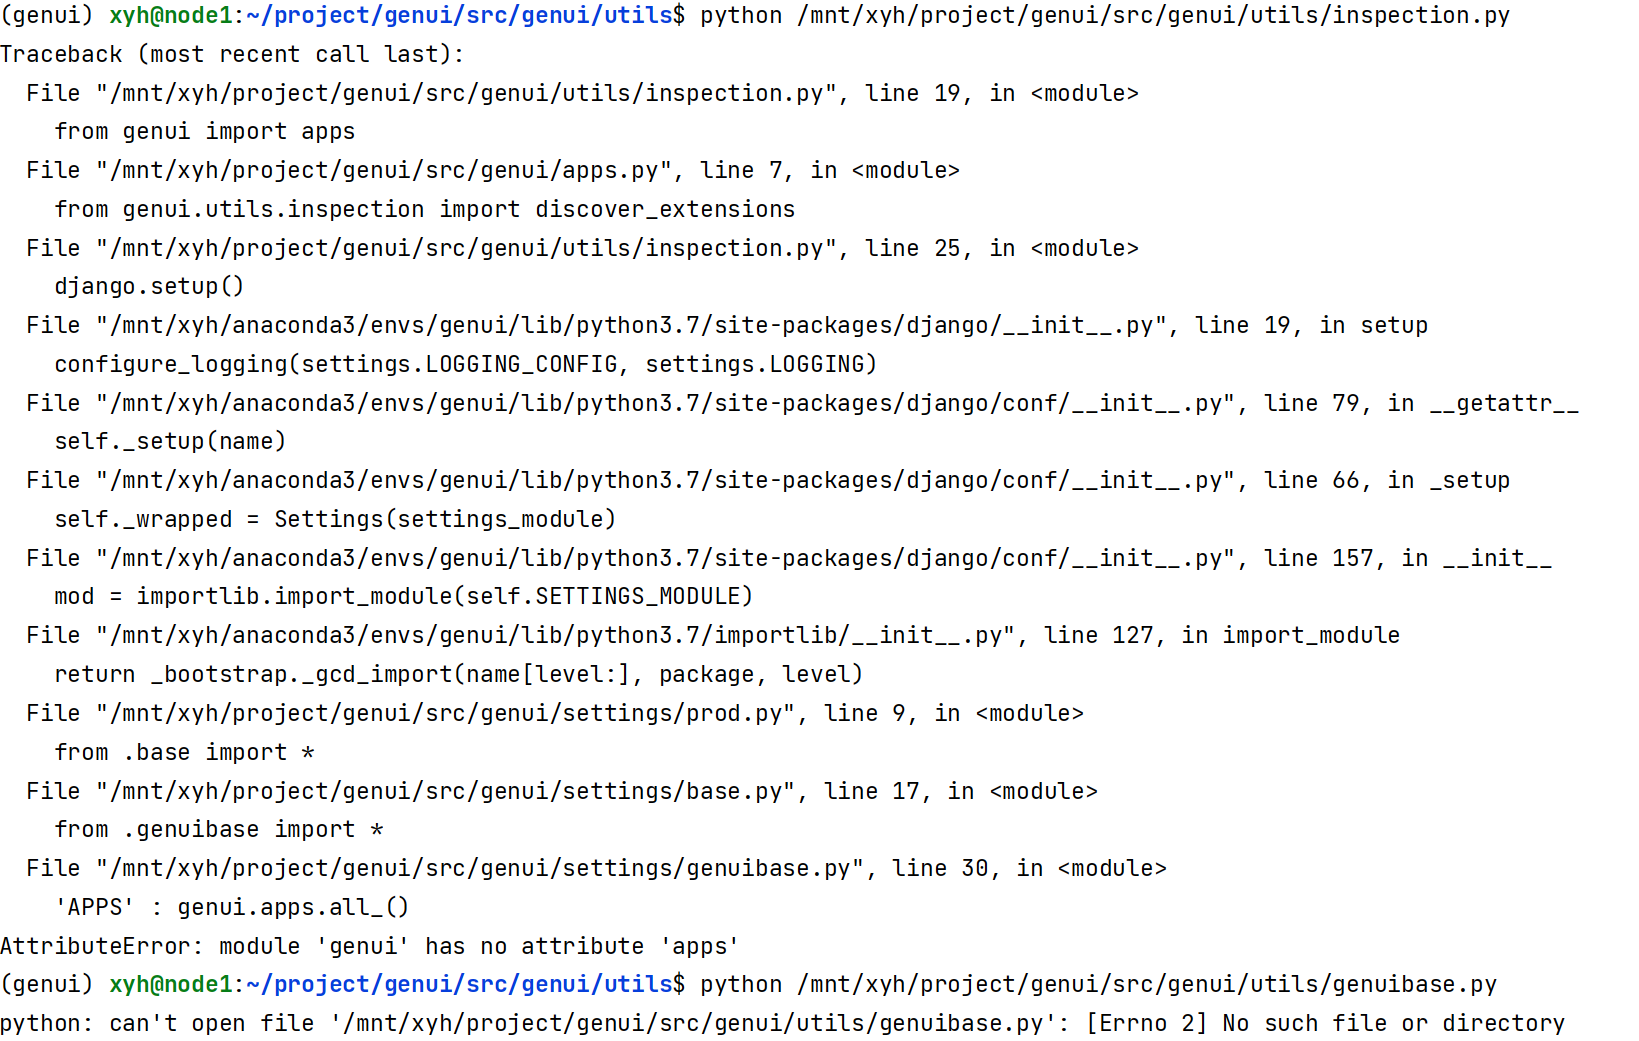 (genui) xyh@node1:~/project/genui/src/genui/utils$ python /mnt/xyh/project/genui/src/genui/utils/inspection.py
Traceback (most recent call last):
  File "/mnt/xyh/project/genui/src/genui/utils/inspection.py", line 19, in <module>
    from genui import apps
  File "/mnt/xyh/project/genui/src/genui/apps.py", line 7, in <module>
    from genui.utils.inspection import discover_extensions
  File "/mnt/xyh/project/genui/src/genui/utils/inspection.py", line 25, in <module>
    django.setup()
  File "/mnt/xyh/anaconda3/envs/genui/lib/python3.7/site-packages/django/__init__.py", line 19, in setup
    configure_logging(settings.LOGGING_CONFIG, settings.LOGGING)
  File "/mnt/xyh/anaconda3/envs/genui/lib/python3.7/site-packages/django/conf/__init__.py", line 79, in __getattr__
    self._setup(name)
  File "/mnt/xyh/anaconda3/envs/genui/lib/python3.7/site-packages/django/conf/__init__.py", line 66, in _setup
    self._wrapped = Settings(settings_module)
  File "/mnt/xyh/anaconda3/envs/genui/lib/python3.7/site-packages/django/conf/__init__.py", line 157, in __init__
    mod = importlib.import_module(self.SETTINGS_MODULE)
  File "/mnt/xyh/anaconda3/envs/genui/lib/python3.7/importlib/__init__.py", line 127, in import_module
    return _bootstrap._gcd_import(name[level:], package, level)
  File "/mnt/xyh/project/genui/src/genui/settings/prod.py", line 9, in <module>
    from .base import *
  File "/mnt/xyh/project/genui/src/genui/settings/base.py", line 17, in <module>
    from .genuibase import *
  File "/mnt/xyh/project/genui/src/genui/settings/genuibase.py", line 30, in <module>
    'APPS' : genui.apps.all_()
AttributeError: module 'genui' has no attribute 'apps'
(genui) xyh@node1:~/project/genui/src/genui/utils$ python /mnt/xyh/project/genui/src/genui/utils/genuibase.py
python: can't open file '/mnt/xyh/project/genui/src/genui/utils/genuibase.py': [Errno 2] No such file or directory